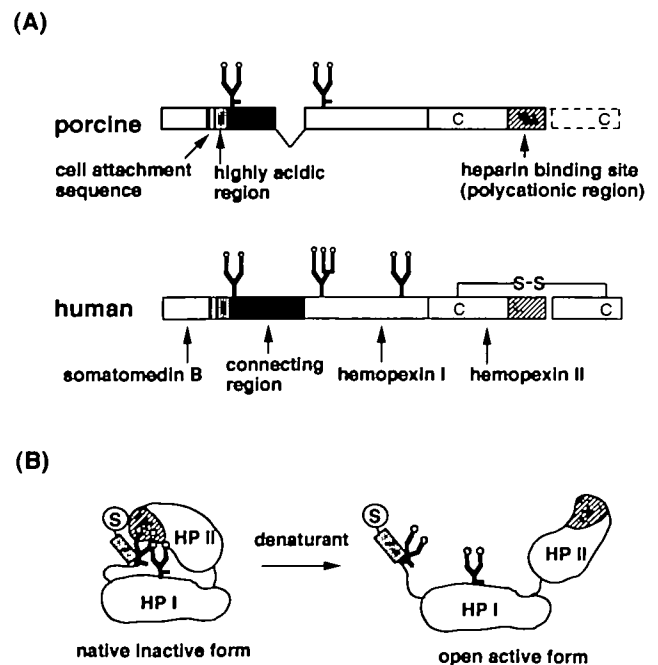 (A)
porcine
C
C
cell attachment
sequence
highly acidic
region
heparin binding site
(polycationic region)
S-S
human
C
C
somatomedin B
connecting
region
hemopexin I
hemopexin II
(B)
S
+
HP II
HP I
native inactive form
denaturant
S
+
HP II
HP I
open active form